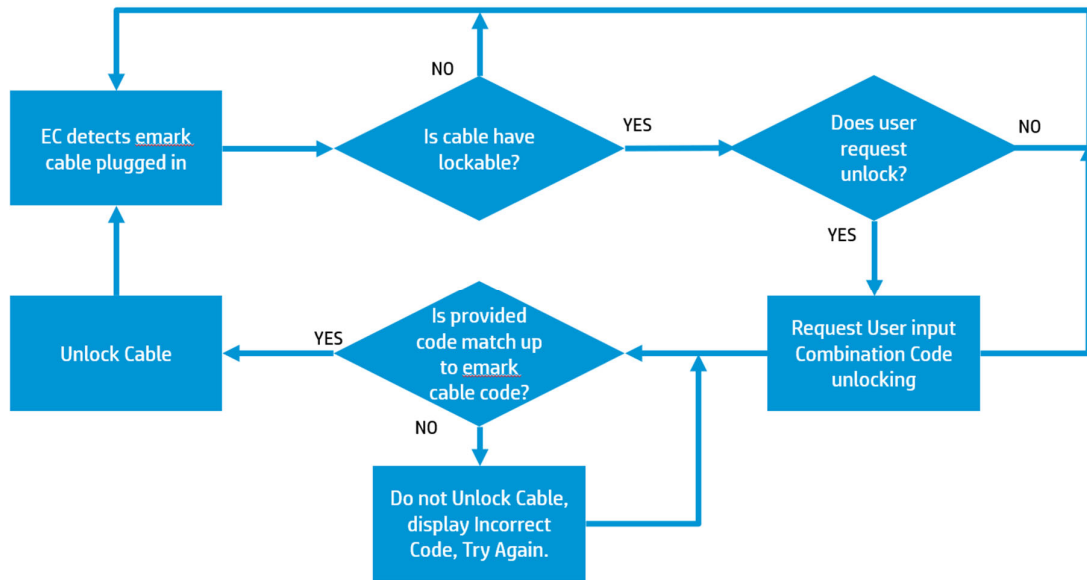 NO
EC detects emark
cable plugged in
Is cable have
lockable?
YES
Does user
request
unlock?
NO
YES
Unlock Cable
YES
Is provided
code match up
to emark
cable code?
Request User input
Combination Code
unlocking
NO
Do not Unlock Cable,
display Incorrect
Code, Try Again.